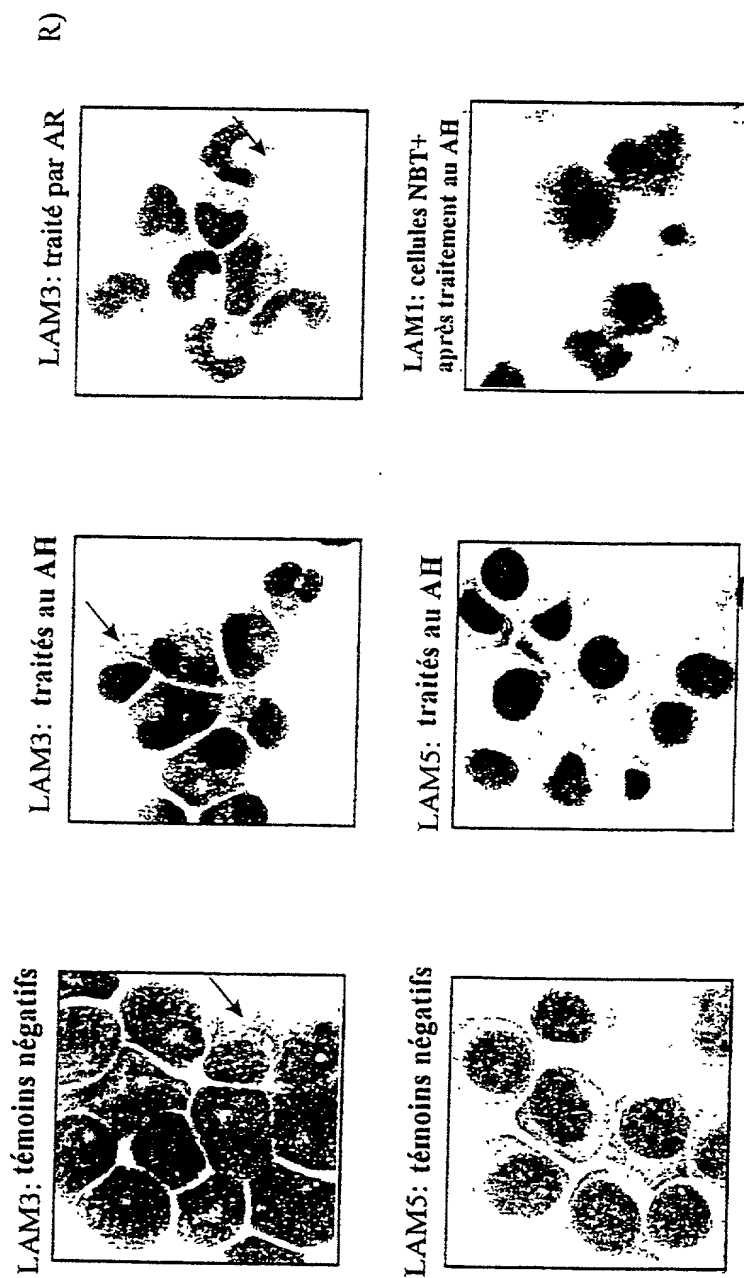 LAM3: témoins négatifs
LAM3: traités au AH
LAM3: traité par AR
R)
LAM5: témoins négatifs
LAM5: traités au AH
LAM1: cellules NBT+
après traitement au AH